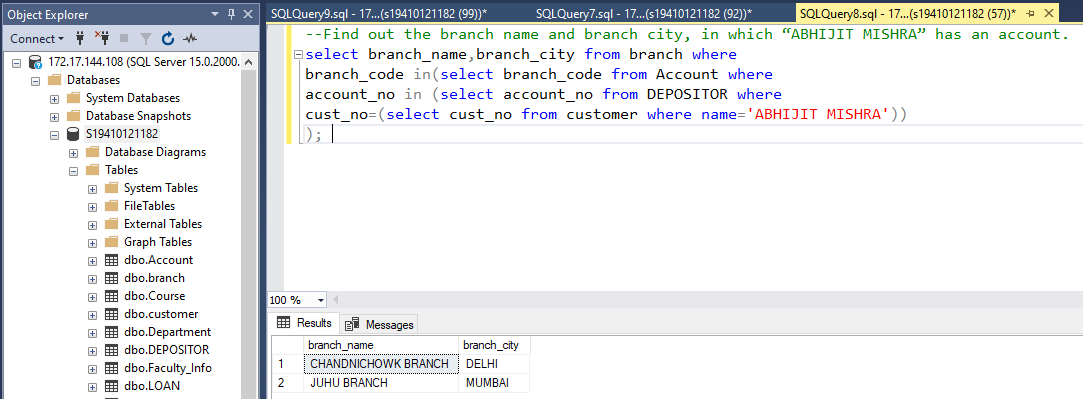 Object Explorer
Connect
172.17.144.108 (SQL Server 15.0.2000.
Databases
System Databases
Database Snapshots
S19410121182
Database Diagrams
Tables
System Tables
FileTables
External Tables
Graph Tables
dbo.Account
dbo.branch
dbo.Course
dbo.customer
dbo.Department
dbo.DEPOSITOR
dbo.Faculty_Info
dbo.LOAN
SQLQuery9.sql - 17...(s19410121182 (99))*
SQLQuery7.sql - 17...(s19410121182 (92))*
SQLQuery8.sql - 17...(s19410121182 (57))*
--Find out the branch name and branch city, in which “ABHIJIT MISHRA” has an account.
select branch_name,branch_city from branch where
branch_code in(select branch_code from Account where
account_no in (select account_no from DEPOSITOR where
cust_no=(select cust_no from customer where name='ABHIJIT MISHRA'))
);
100 %
Results Messages
branch_name branch_city
1 CHANDNICHOWK BRANCH DELHI
2 JUHU BRANCH MUMBAI